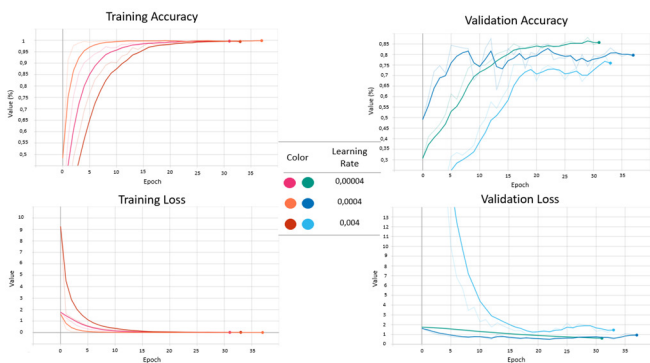 Training Accuracy
Value (%)
1
0,95
0,9
0,85
0,8
0,75
0,7
0,65
0,6
0,55
0,5
0 5 10 15 20 25 30 35
Epoch
Validation Accuracy
Value (%)
0,85
0,8
0,75
0,7
0,65
0,6
0,55
0,5
0,45
0,4
0,35
0,3
0 5 10 15 20 25 30 35
Epoch
Color Learning
Rate
0,00004
0,0004
0,004
Training Loss
Value
10
9
8
7
6
5
4
3
2
1
0
0 5 10 15 20 25 30 35
Epoch
Validation Loss
Value
13
12
11
10
9
8
7
6
5
4
3
2
1
0
0 5 10 15 20 25 30 35
Epoch